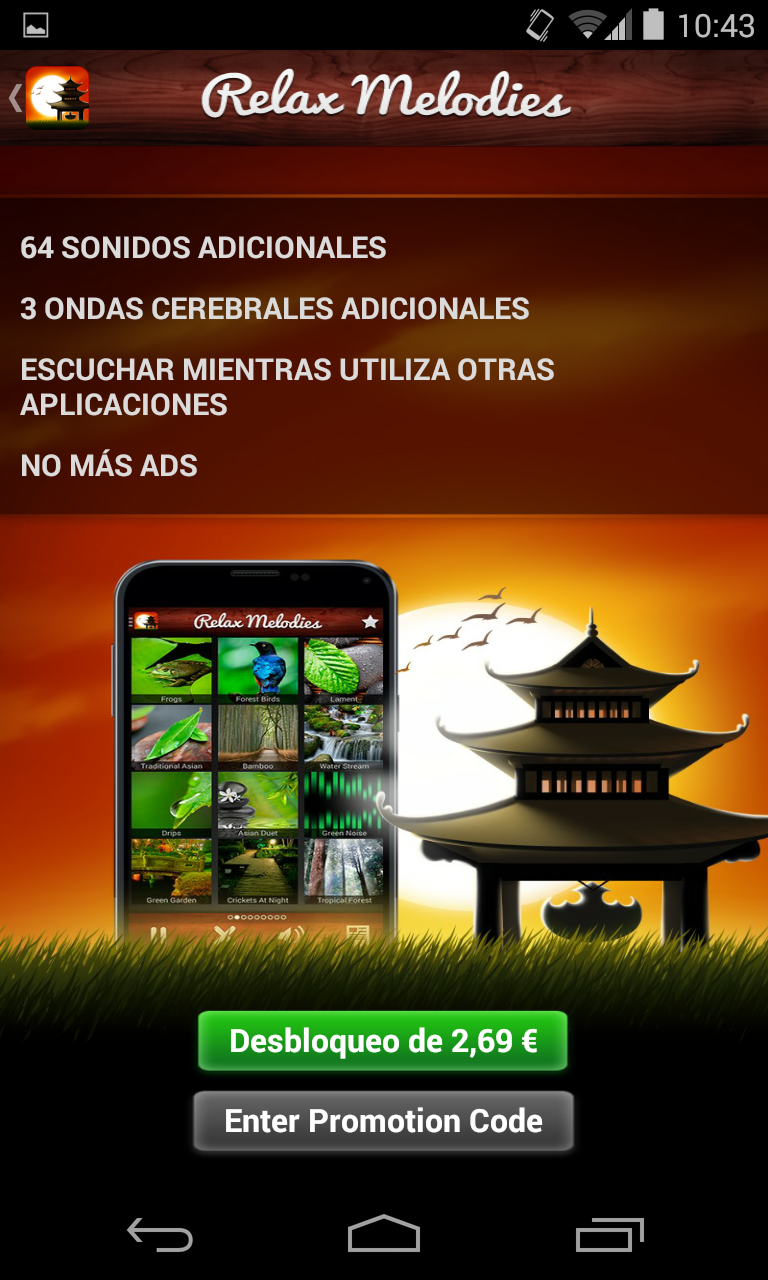 10:43
Relax Melodies
64 SONIDOS ADICIONALES
3 ONDAS CEREBRALES ADICIONALES
ESCUCHAR MIENTRAS UTILIZA OTRAS
APLICACIONES
NO MÁS ADS
Relax Melodies
Frogs Forest Birds Lament
Traditional Asian Bamboo Water Stream
Drips Asian Duet Green Noise
Green Garden Crickets At Night Tropical Forest
Desbloqueo de 2,69 €
Enter Promotion Code